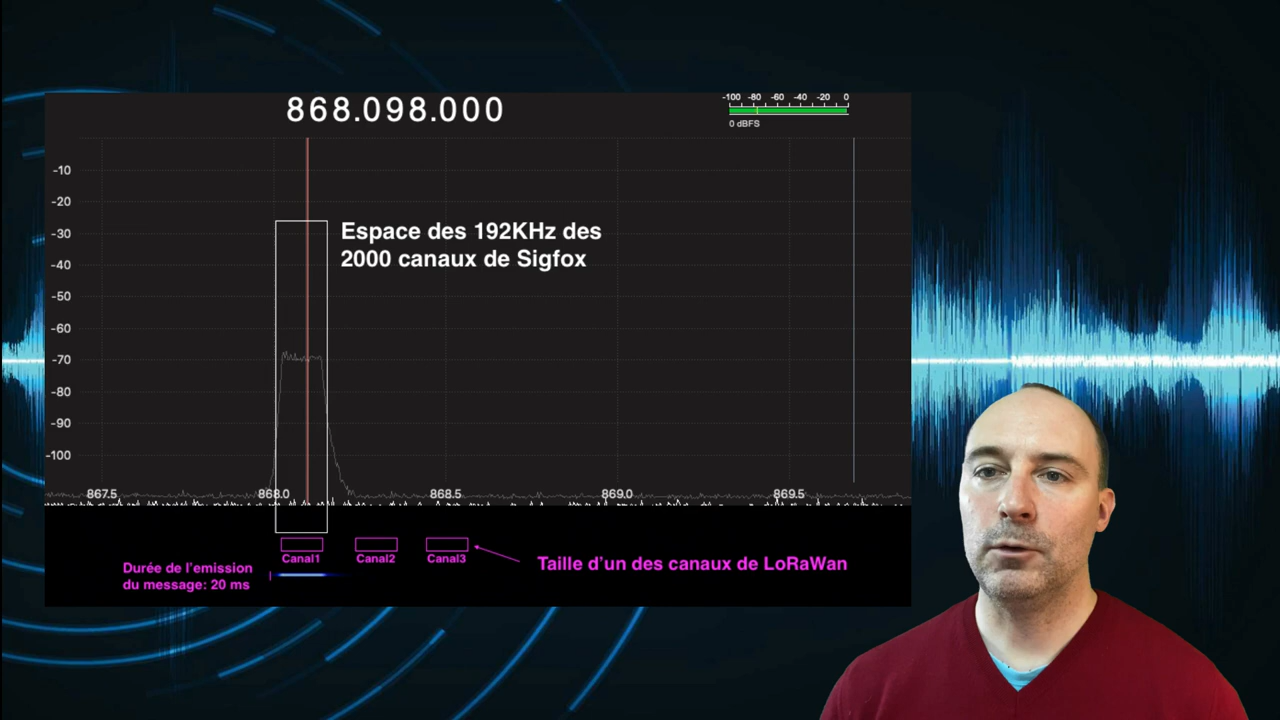 868.098.000
-100 -80 -60 -40 -20 0
0 dBFS
-10
-20
-30
-40
-50
-60
-70
-80
-90
-100
Espace des 192KHz des
2000 canaux de Sigfox
867.5 868.0 868.5 869.0 869.5
Canal1 Canal2 Canal3
Taille d'un des canaux de LoRaWan
Durée de l'emission
du message: 20 ms